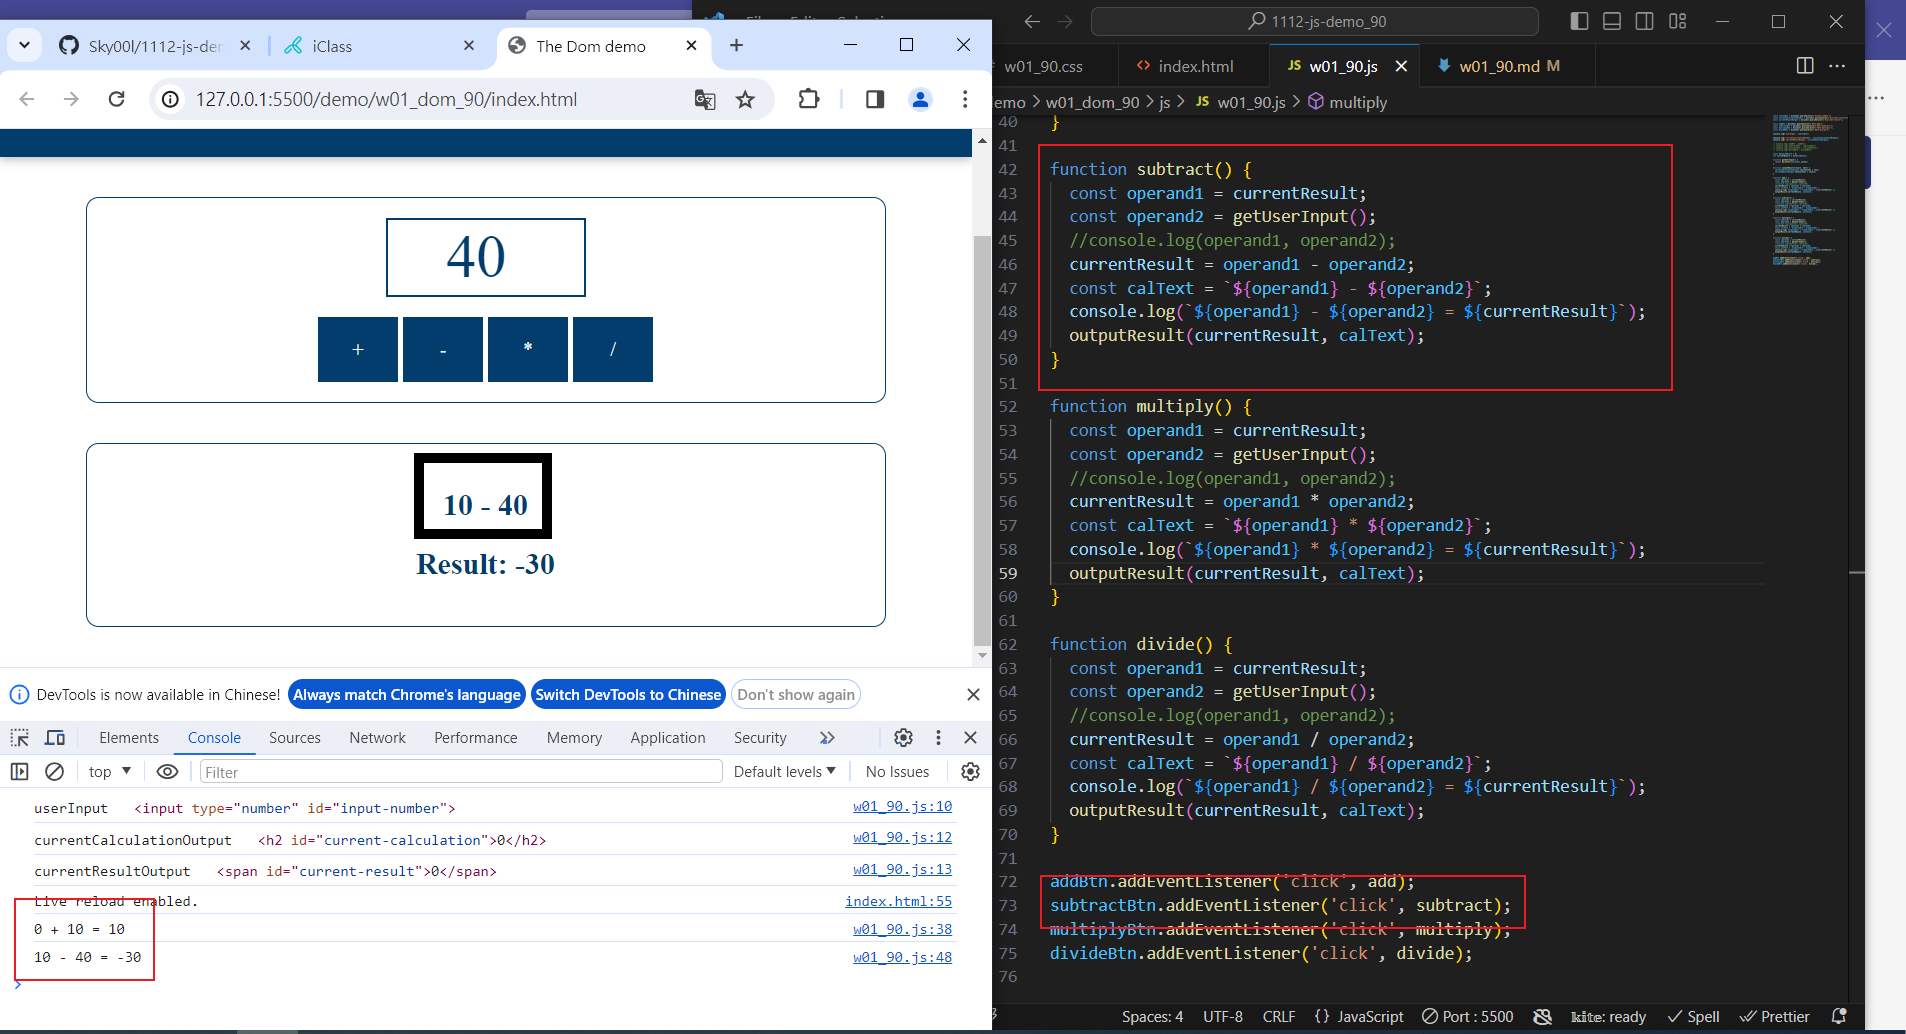 Sky00l/1112-js-den
iClass
The Dom demo
127.0.0.1:5500/demo/w01_dom_90/index.html
40
+ - * /
10 - 40
Result: -30
DevTools is now available in Chinese!
Always match Chrome's language
Switch DevTools to Chinese
Don't show again
Elements Console Sources Network Performance Memory Application Security
top
Filter
Default levels
No Issues
userInput <input type="number" id="input-number"> w01_90.js:10
currentCalculationOutput <h2 id="current-calculation">0</h2> w01_90.js:12
currentResultOutput <span id="current-result">0</span> w01_90.js:13
Live reload enabled. index.html:55
0 + 10 = 10 w01_90.js:38
10 - 40 = -30 w01_90.js:48
1112-js-demo_90
w01_90.css
index.html
JS w01_90.js
w01_90.md M
emo > w01_dom_90 > js > JS w01_90.js > multiply
40 }
41
42 function subtract() {
43 const operand1 = currentResult;
44 const operand2 = getUserInput();
45 //console.log(operand1, operand2);
46 currentResult = operand1 - operand2;
47 const calText = `${operand1} - ${operand2}`;
48 console.log(`${operand1} - ${operand2} = ${currentResult}`);
49 outputResult(currentResult, calText);
50 }
51
52 function multiply() {
53 const operand1 = currentResult;
54 const operand2 = getUserInput();
55 //console.log(operand1, operand2);
56 currentResult = operand1 * operand2;
57 const calText = `${operand1} * ${operand2}`;
58 console.log(`${operand1} * ${operand2} = ${currentResult}`);
59 outputResult(currentResult, calText);
60 }
61
62 function divide() {
63 const operand1 = currentResult;
64 const operand2 = getUserInput();
65 //console.log(operand1, operand2);
66 currentResult = operand1 / operand2;
67 const calText = `${operand1} / ${operand2}`;
68 console.log(`${operand1} / ${operand2} = ${currentResult}`);
69 outputResult(currentResult, calText);
70 }
71
72 addBtn.addEventListener('click', add);
73 subtractBtn.addEventListener('click', subtract);
74 multiplyBtn.addEventListener('click', multiply);
75 divideBtn.addEventListener('click', divide);
76
Spaces: 4 UTF-8 CRLF {} JavaScript Port : 5500 kite: ready Spell Prettier